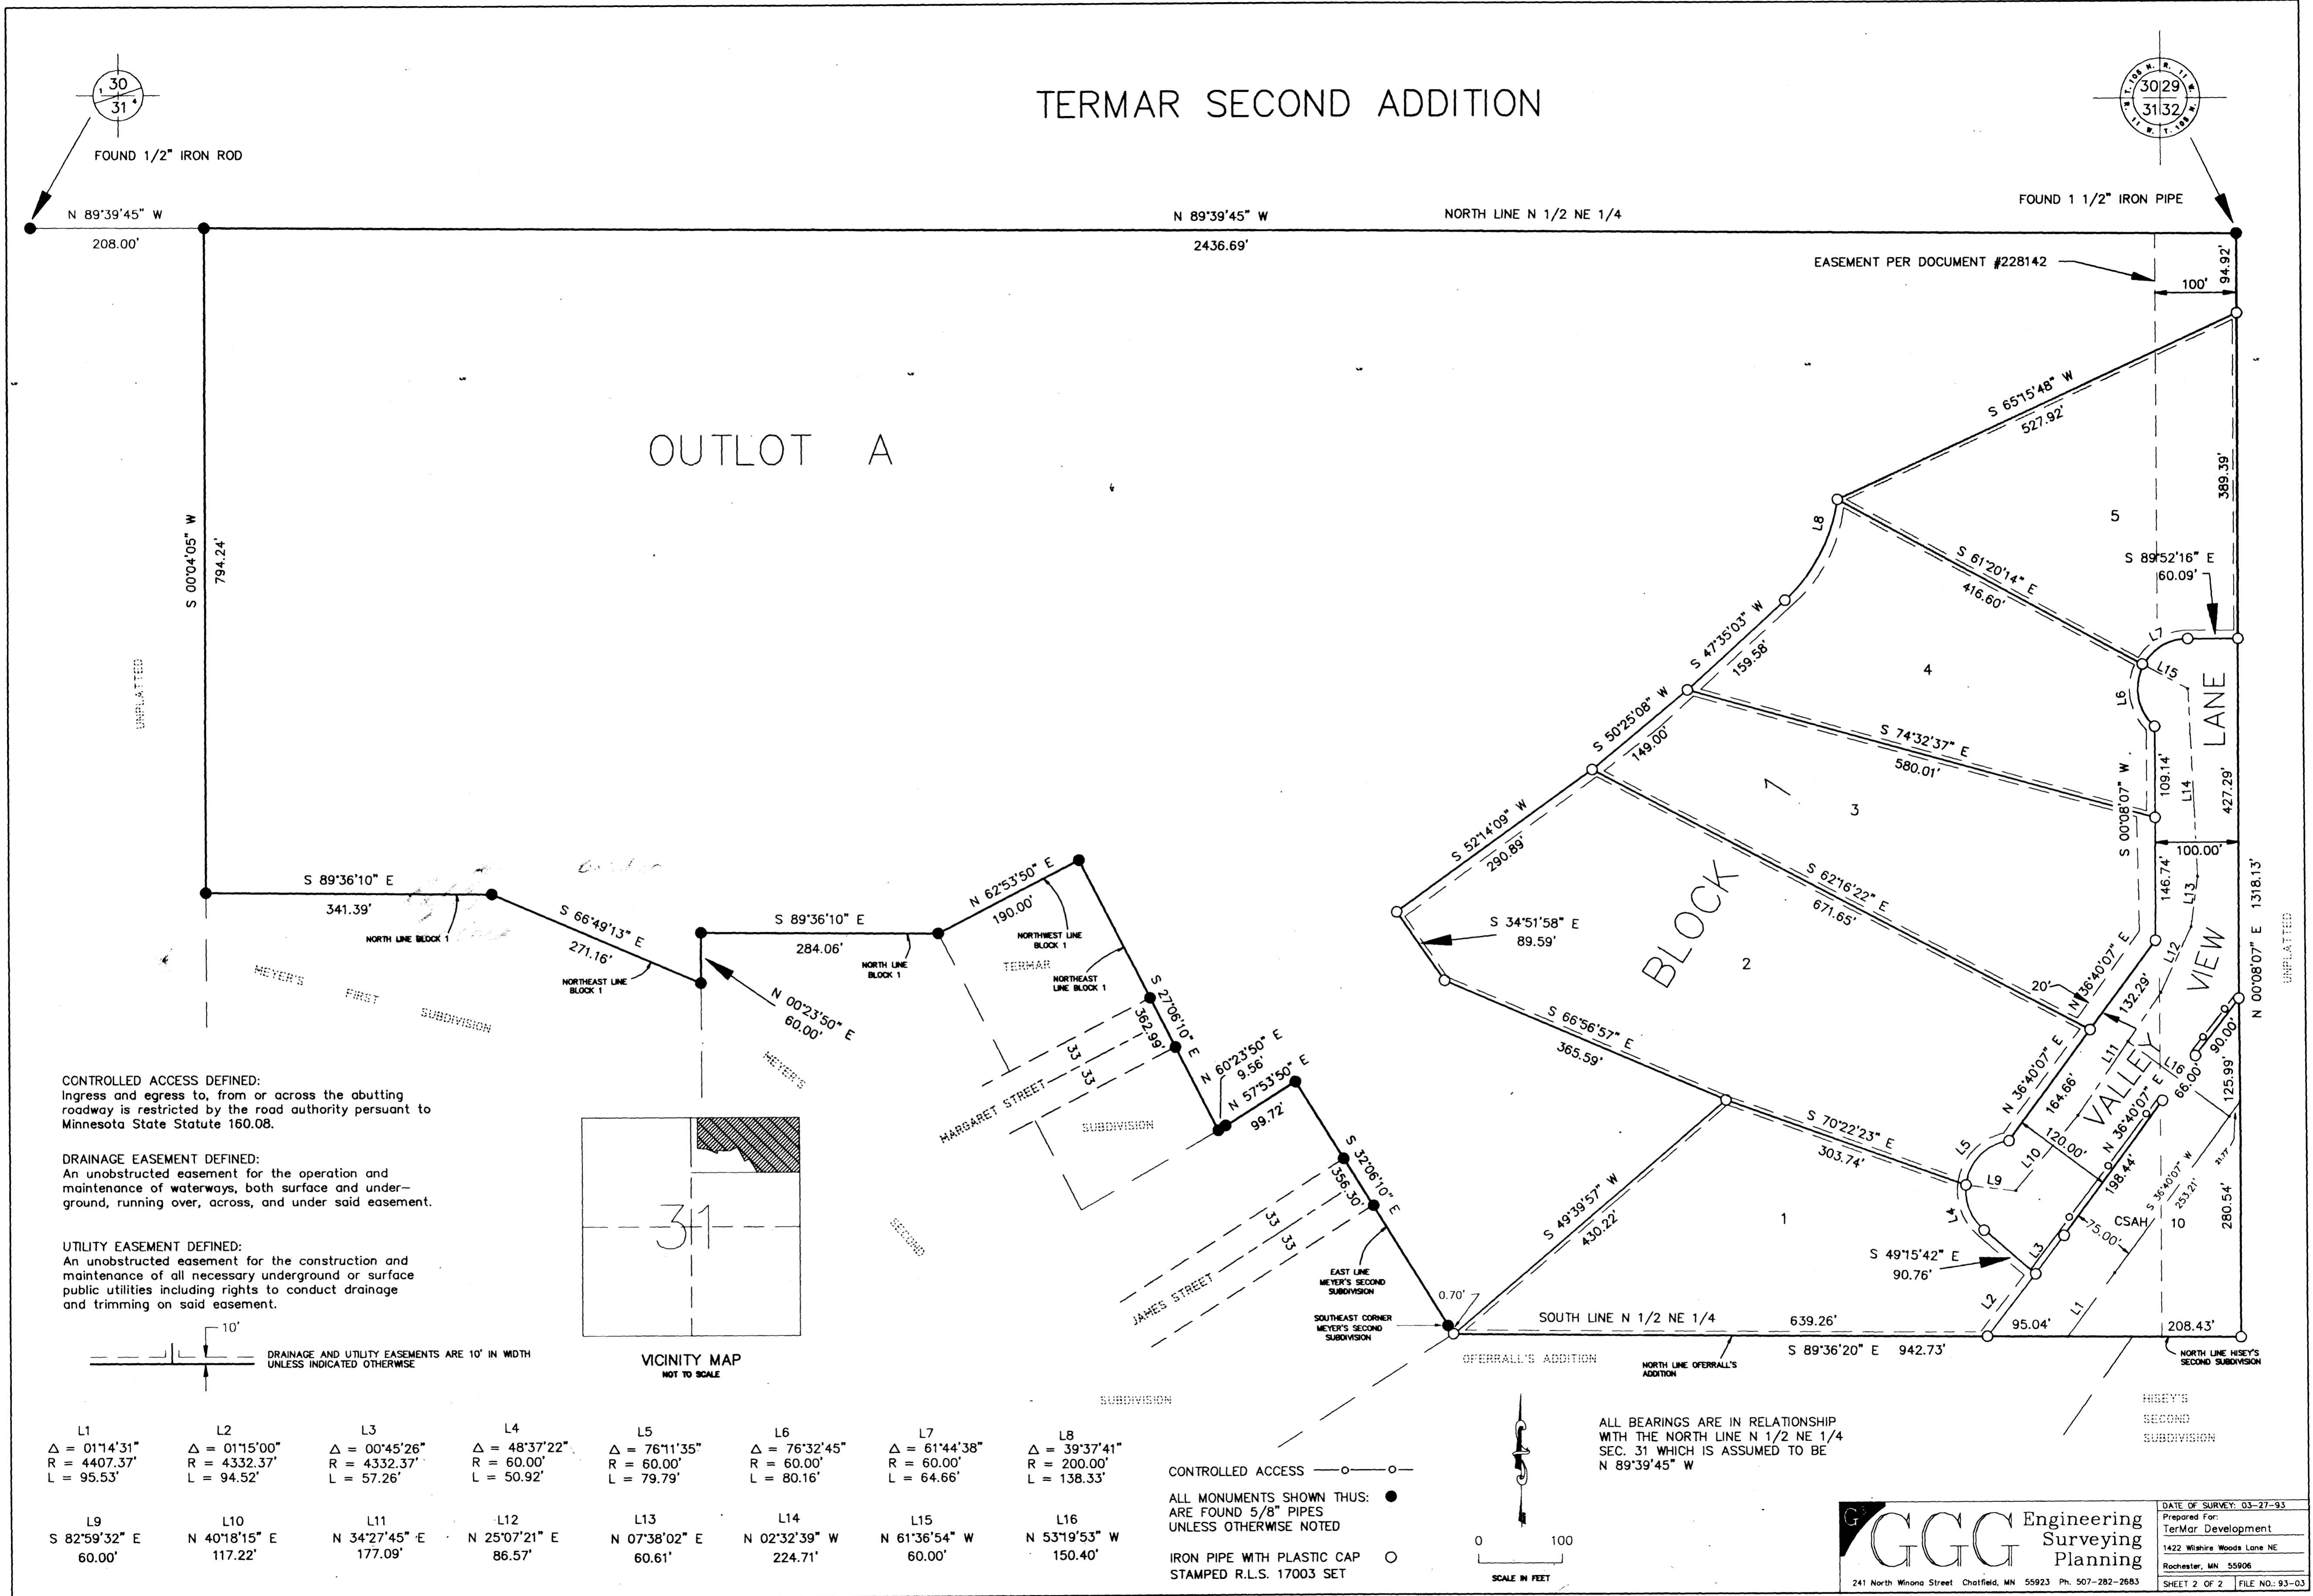 TERMAR SECOND ADDITION
30
1
31
4
FOUND 1/2" IRON ROD
T. 105 N. R. 11 W.
30 29
31 32
FOUND 1 1/2" IRON PIPE
N 89°39'45" W
208.00'
N 89°39'45" W
2436.69'
NORTH LINE N 1/2 NE 1/4
EASEMENT PER DOCUMENT #228142
100'
94.92'
OUTLOT A
S 00°04'05" W
794.24'
UNPLATTED
S 65°15'48" W
527.92'
389.39'
5
S 89°52'16" E
60.09'
L8
S 61°20'14" E
416.60'
L7
L15
L6
S 47°35'03" W
159.58'
4
S 50°25'08" W
149.00'
S 74°32'37" E
580.01'
S 00°08'07" W
109.14'
L14
427.29'
100.00'
146.74'
L13
L12
VALLEY VIEW LANE
N 00°08'07" E 1318.13'
UNPLATTED
S 52°14'09" W
290.89'
BLOCK 1
3
S 62°16'22" E
671.65'
S 34°51'58" E
89.59'
2
20'
N 36°40'07" E
132.29'
S 66°56'57" E
365.59'
N 36°40'07" E
164.66'
L11
L16
90.00'
66.00'
125.99'
S 70°22'23" E
303.74'
L5
L9
L10
120.00'
N 36°40'07" E
198.44'
S 36°40'07" W
253.21'
21.77'
S 49°39'57" W
430.22'
1
L4
CSAH 10
75.00'
280.54'
S 49°15'42" E
90.76'
L3
L2
L1
S 89°36'10" E
341.39'
NORTH LINE BLOCK 1
S 66°49'13" E
271.16'
NORTHEAST LINE
BLOCK 1
S 89°36'10" E
284.06'
NORTH LINE
BLOCK 1
N 00°23'50" E
60.00'
N 62°53'50" E
190.00'
NORTHWEST LINE
BLOCK 1
TERMAR
NORTHEAST
LINE BLOCK 1
S 27°06'10" E
362.99'
MEYER'S
FIRST
SUBDIVISION
MEYER'S
SECOND
SUBDIVISION
33
33
MARGARET STREET
SUBDIVISION
N 60°23'50" E
9.56'
N 57°53'50" E
99.72'
S 32°06'10" E
356.30'
33
33
JAMES STREET
EAST LINE
MEYER'S SECOND
SUBDIVISION
SOUTHEAST CORNER
MEYER'S SECOND
SUBDIVISION
0.70'
SOUTH LINE N 1/2 NE 1/4
639.26'
95.04'
208.43'
S 89°36'20" E 942.73'
OFERRALL'S ADDITION
NORTH LINE OFERRALL'S
ADDITION
NORTH LINE HISEY'S
SECOND SUBDIVISION
HISEY'S
SECOND
SUBDIVISION
CONTROLLED ACCESS DEFINED:
Ingress and egress to, from or across the abutting
roadway is restricted by the road authority persuant to
Minnesota State Statute 160.08.
DRAINAGE EASEMENT DEFINED:
An unobstructed easement for the operation and
maintenance of waterways, both surface and under-
ground, running over, across, and under said easement.
UTILITY EASEMENT DEFINED:
An unobstructed easement for the construction and
maintenance of all necessary underground or surface
public utilities including rights to conduct drainage
and trimming on said easement.
10'
DRAINAGE AND UTILITY EASEMENTS ARE 10' IN WIDTH
UNLESS INDICATED OTHERWISE
31
VICINITY MAP
NOT TO SCALE
L1 L2 L3 L4 L5 L6 L7 L8
Δ = 01°14'31" Δ = 01°15'00" Δ = 00°45'26" Δ = 48°37'22" Δ = 76°11'35" Δ = 76°32'45" Δ = 61°44'38" Δ = 39°37'41"
R = 4407.37' R = 4332.37' R = 4332.37' R = 60.00' R = 60.00' R = 60.00' R = 60.00' R = 200.00'
L = 95.53' L = 94.52' L = 57.26' L = 50.92' L = 79.79' L = 80.16' L = 64.66' L = 138.33'
L9 L10 L11 L12 L13 L14 L15 L16
S 82°59'32" E N 40°18'15" E N 34°27'45" E N 25°07'21" E N 07°38'02" E N 02°32'39" W N 61°36'54" W N 53°19'53" W
60.00' 117.22' 177.09' 86.57' 60.61' 224.71' 60.00' 150.40'
CONTROLLED ACCESS
ALL MONUMENTS SHOWN THUS:
ARE FOUND 5/8" PIPES
UNLESS OTHERWISE NOTED
IRON PIPE WITH PLASTIC CAP
STAMPED R.L.S. 17003 SET
0 100
SCALE IN FEET
ALL BEARINGS ARE IN RELATIONSHIP
WITH THE NORTH LINE N 1/2 NE 1/4
SEC. 31 WHICH IS ASSUMED TO BE
N 89°39'45" W
G³
GGG
Engineering
Surveying
Planning
241 North Winona Street Chatfield, MN 55923 Ph. 507-282-2683
DATE OF SURVEY: 03-27-93
Prepared For:
TerMar Development
1422 Wilshire Woods Lane NE
Rochester, MN 55906
SHEET 2 OF 2 FILE NO.: 93-03